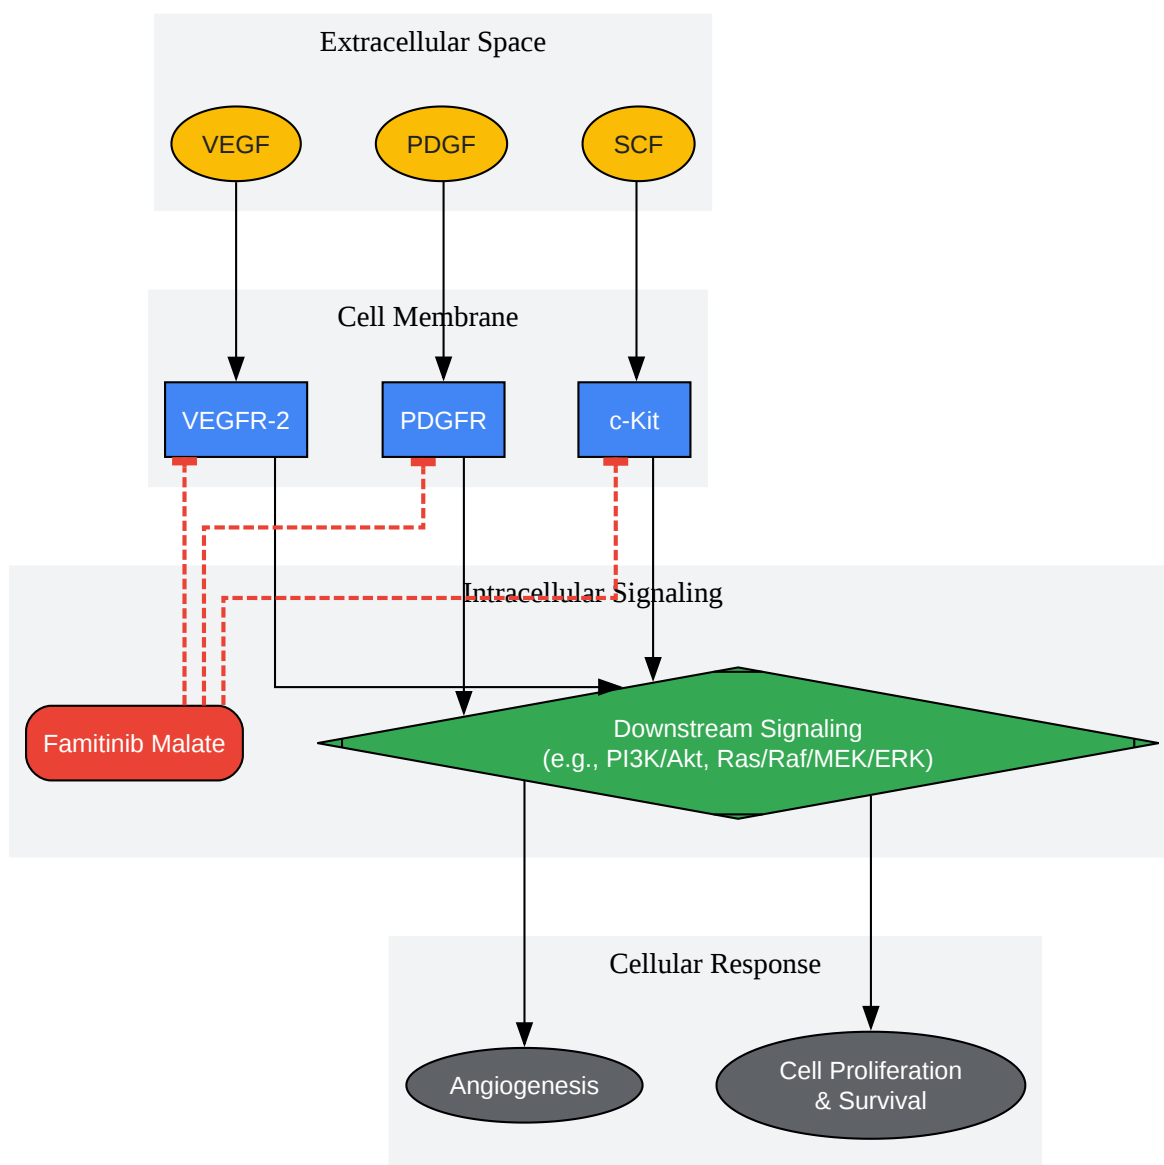 Extracellular Space
VEGF
PDGF
SCF
Cell Membrane
VEGFR-2
PDGFR
c-Kit
Intracellular Signaling
Famitinib Malate
Downstream Signaling
(e.g., PI3K/Akt, Ras/Raf/MEK/ERK)
Cellular Response
Angiogenesis
Cell Proliferation
& Survival